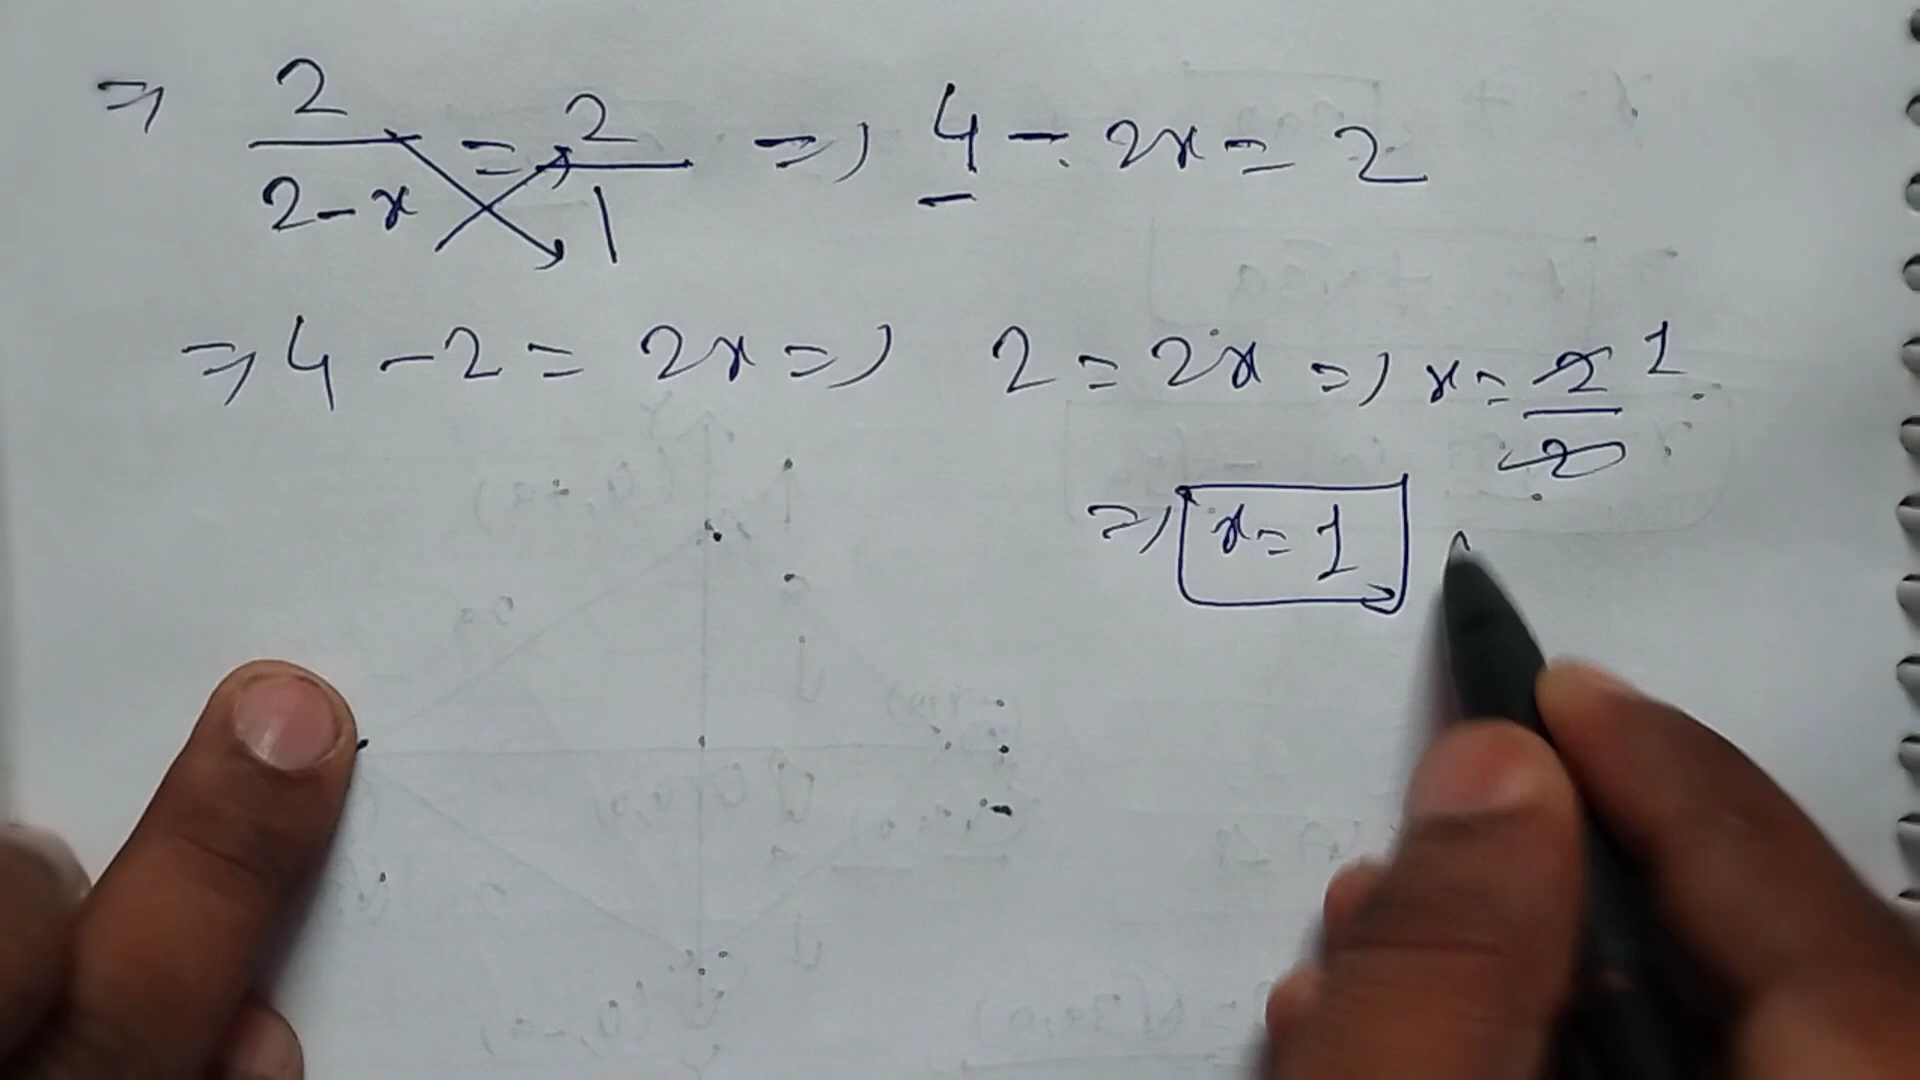 ⇒ 2/(2-x) = 2/1 ⇒ 4 - 2x = 2
⇒ 4 - 2 = 2x ⇒ 2 = 2x ⇒ x = 2/2 1
⇒ x = 1